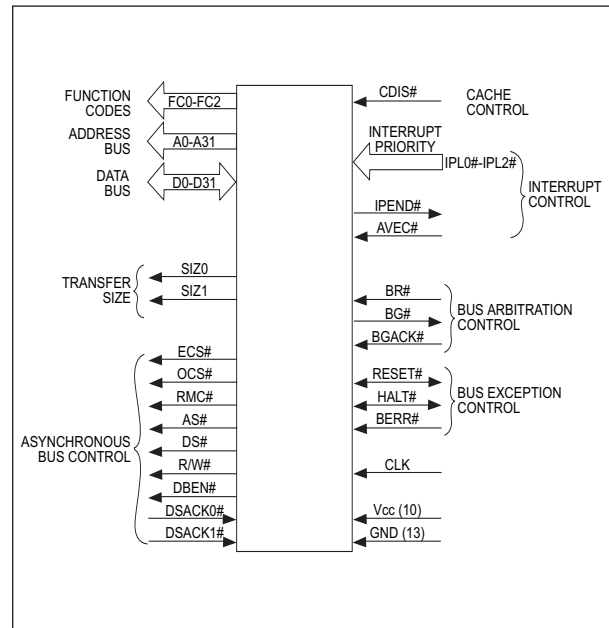 FUNCTION
CODES
FC0-FC2
ADDRESS
BUS
A0-A31
DATA
BUS
D0-D31
TRANSFER
SIZE
SIZ0
SIZ1
ASYNCHRONOUS
BUS CONTROL
ECS#
OCS#
RMC#
AS#
DS#
R/W#
DBEN#
DSACK0#
DSACK1#
CDIS#
CACHE
CONTROL
INTERRUPT
PRIORITY
IPL0#-IPL2#
IPEND#
AVEC#
INTERRUPT
CONTROL
BR#
BG#
BGACK#
BUS ARBITRATION
CONTROL
RESET#
HALT#
BERR#
BUS EXCEPTION
CONTROL
CLK
Vcc (10)
GND (13)